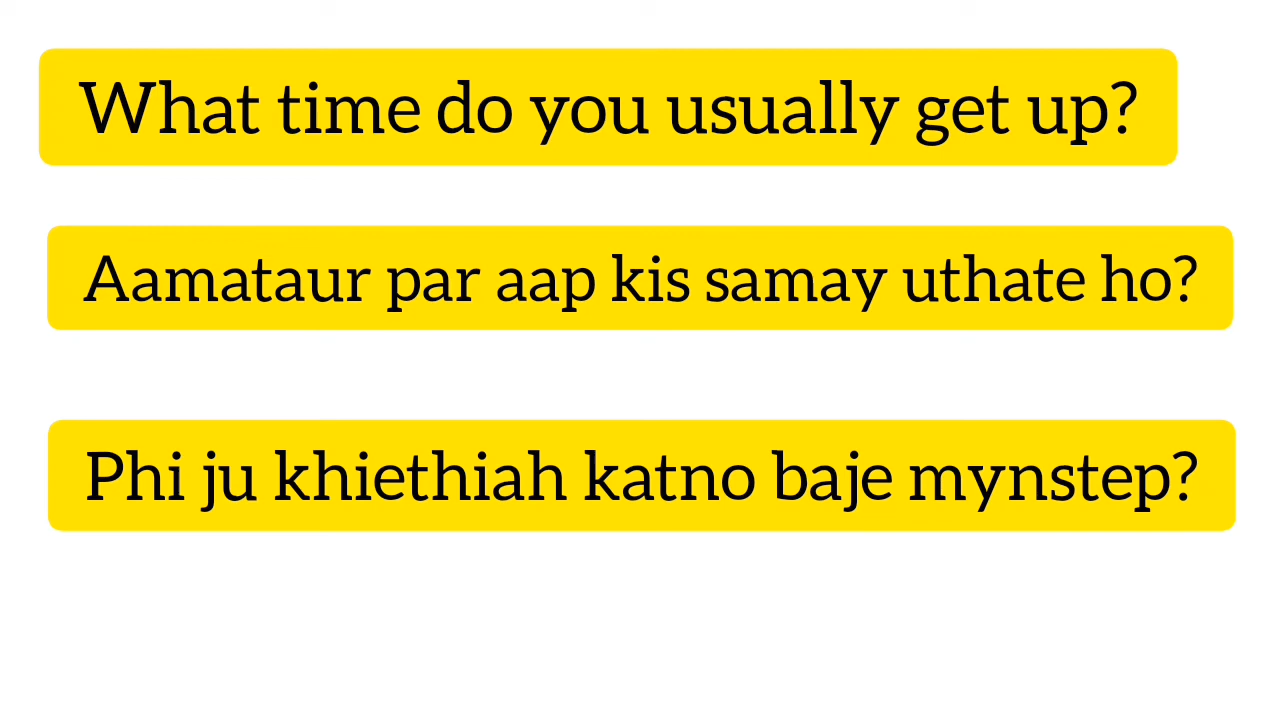 What time do you usually get up?
Aamataur par aap kis samay uthate ho?
Phi ju khiethiah katno baje mynstep?